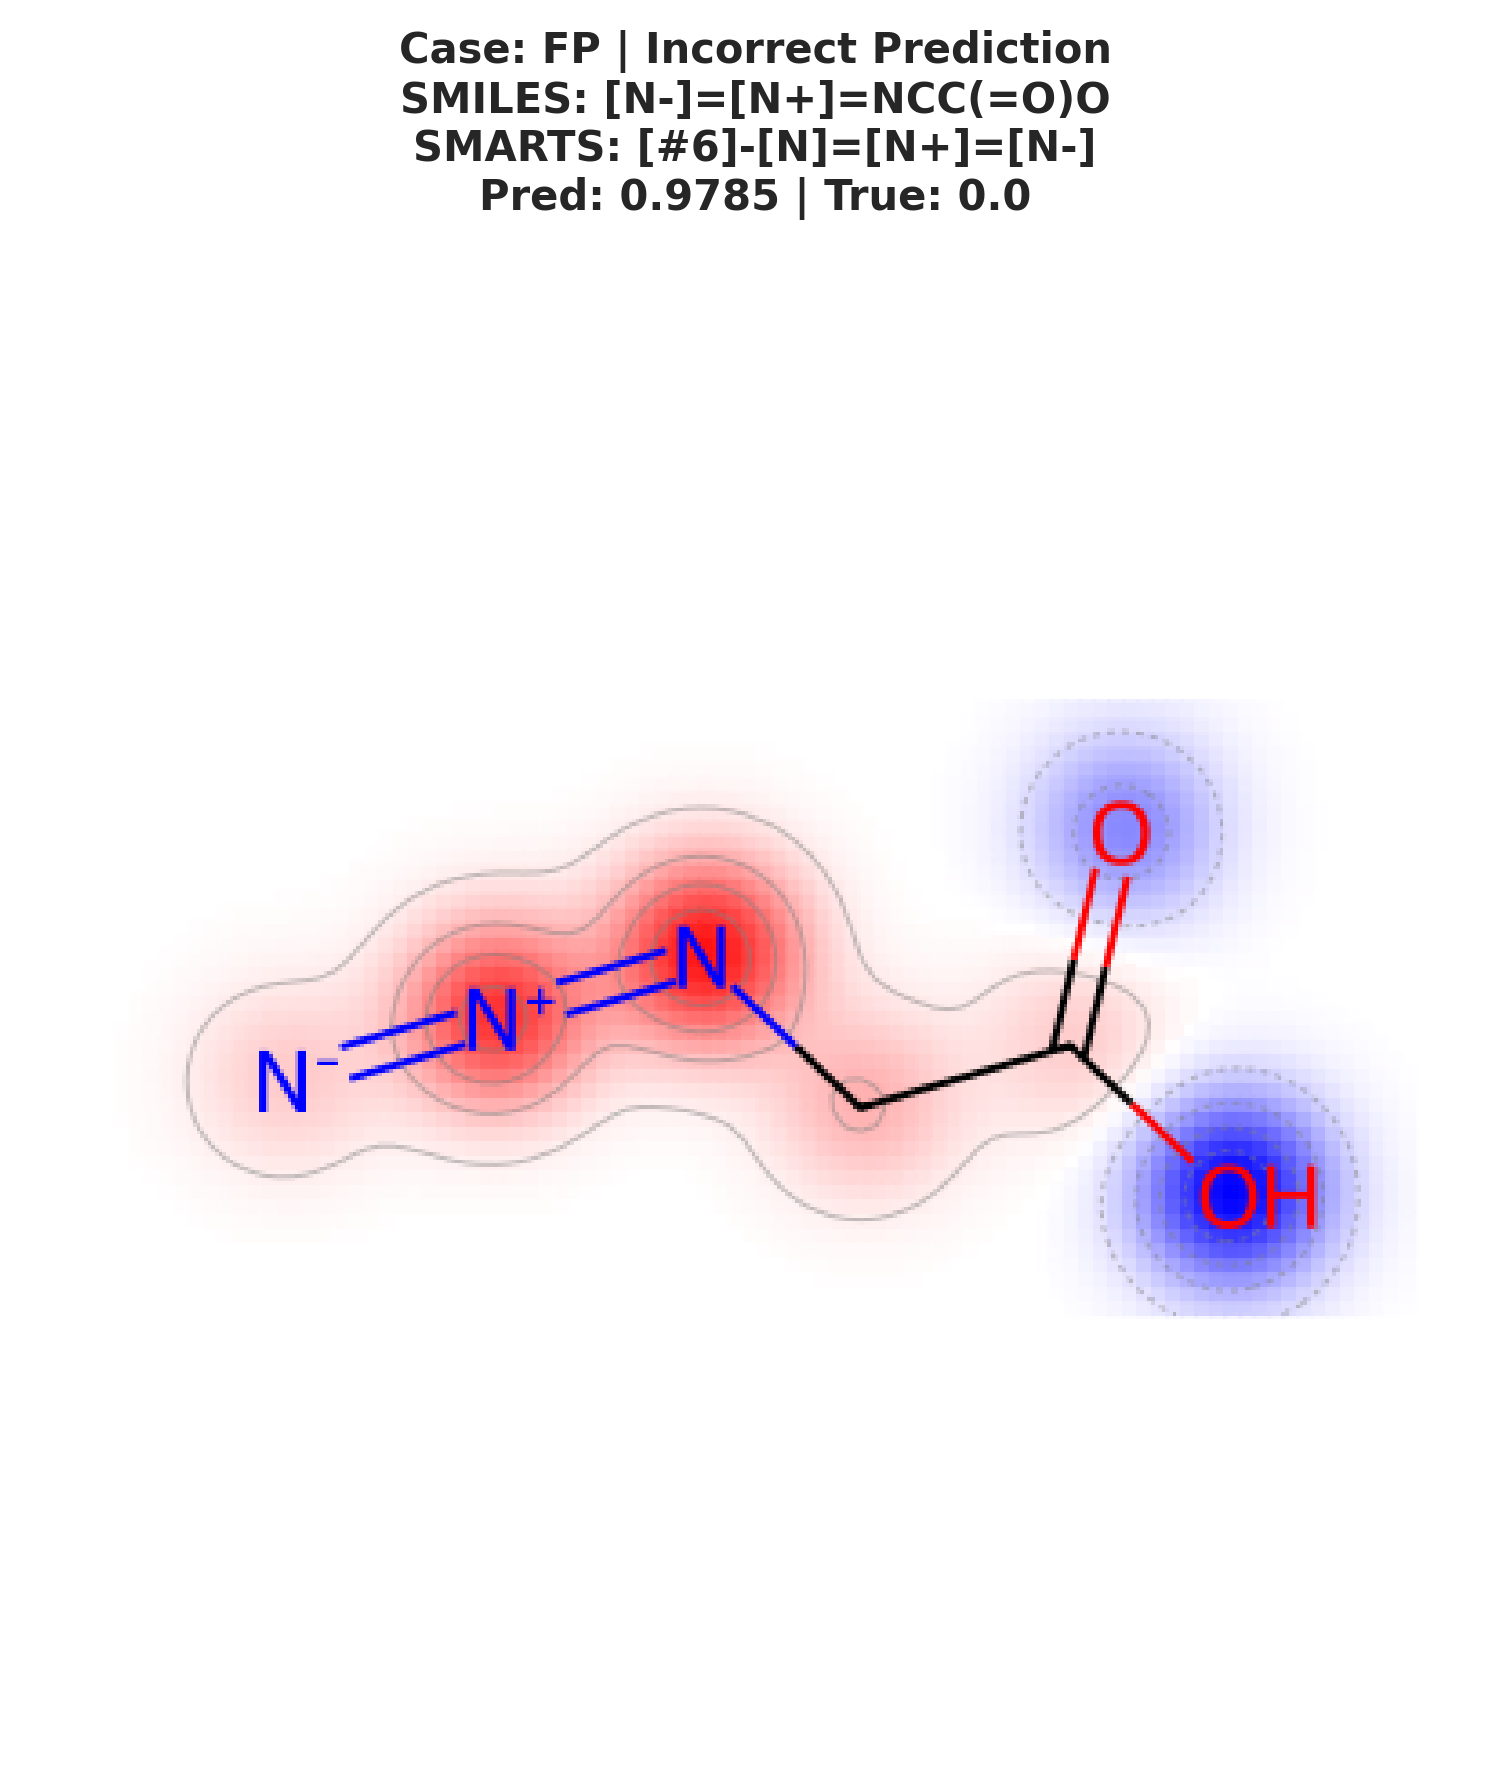 Case: FP | Incorrect Prediction
SMILES: [N-]=[N+]=NCC(=O)O
SMARTS: [#6]-[N]=[N+]=[N-]
Pred: 0.9785 | True: 0.0
O
N
N+
N−
OH